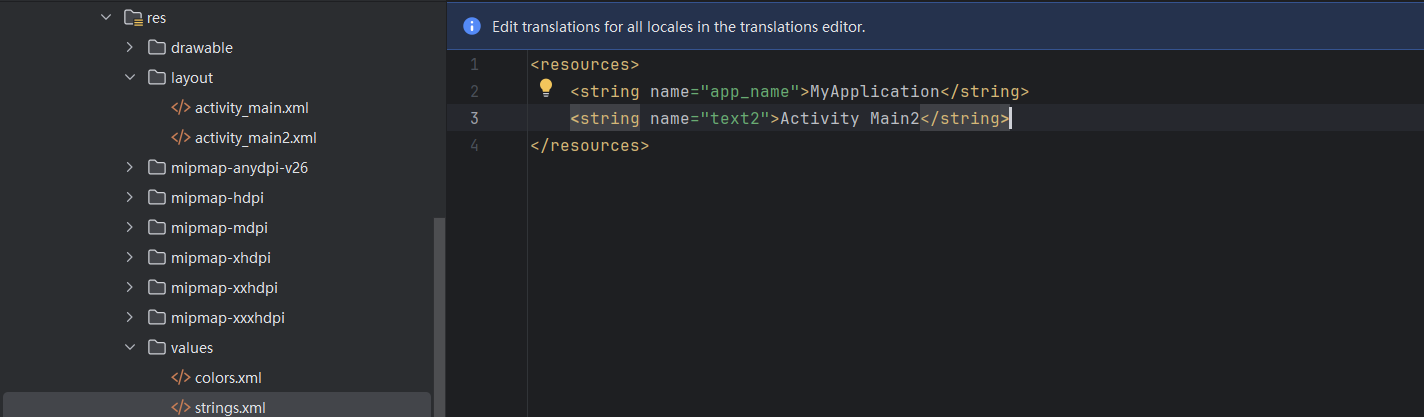 res
drawable
layout
activity_main.xml
activity_main2.xml
mipmap-anydpi-v26
mipmap-hdpi
mipmap-mdpi
mipmap-xhdpi
mipmap-xxhdpi
mipmap-xxxhdpi
values
colors.xml
strings.xml
Edit translations for all locales in the translations editor.
1 <resources>
2 <string name="app_name">MyApplication</string>
3 <string name="text2">Activity Main2</string>
4 </resources>